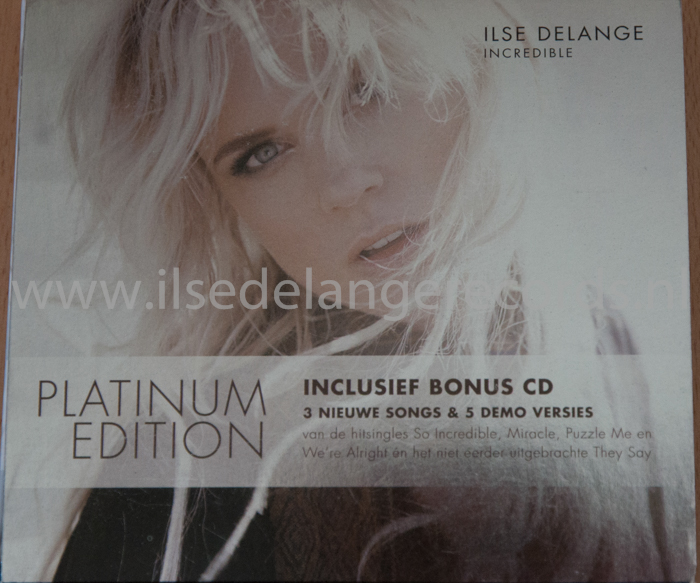 ILSE DELANGE
INCREDIBLE
www.ilsedelange
PLATINUM
EDITION
INCLUSIEF BONUS CD
3 NIEUWE SONGS & 5 DEMO VERSIES
van de hitsingles So Incredible, Miracle, Puzzle Me en
We're Alright én het niet eerder uitgebrachte They Say